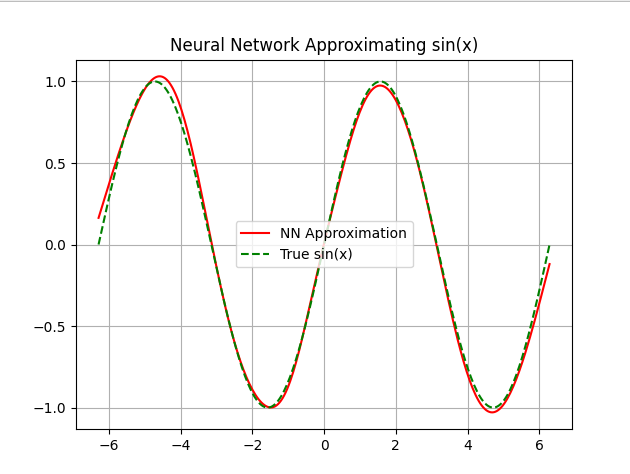 Neural Network Approximating sin(x)
1.0
0.5
0.0
−0.5
−1.0
NN Approximation
True sin(x)
−6 −4 −2 0 2 4 6